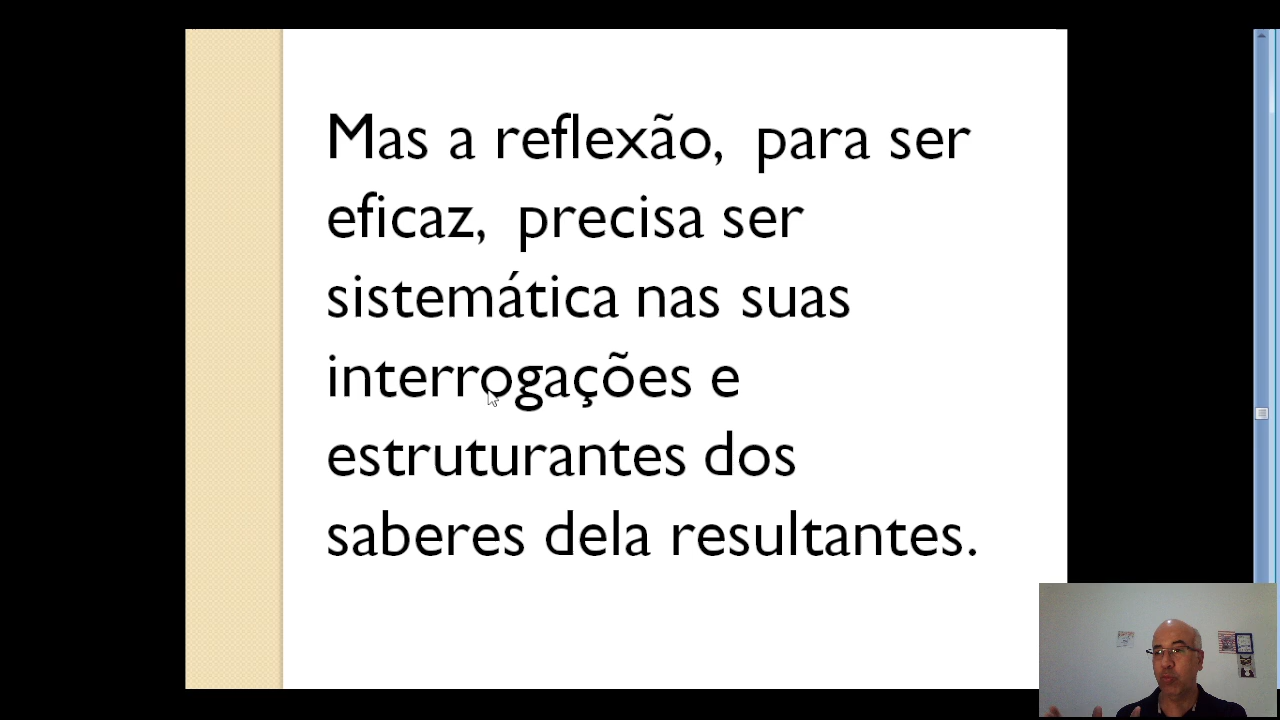 Mas a reflexão,  para ser
eficaz,  precisa ser
sistemática nas suas
interrogações e
estruturantes dos
saberes dela resultantes.